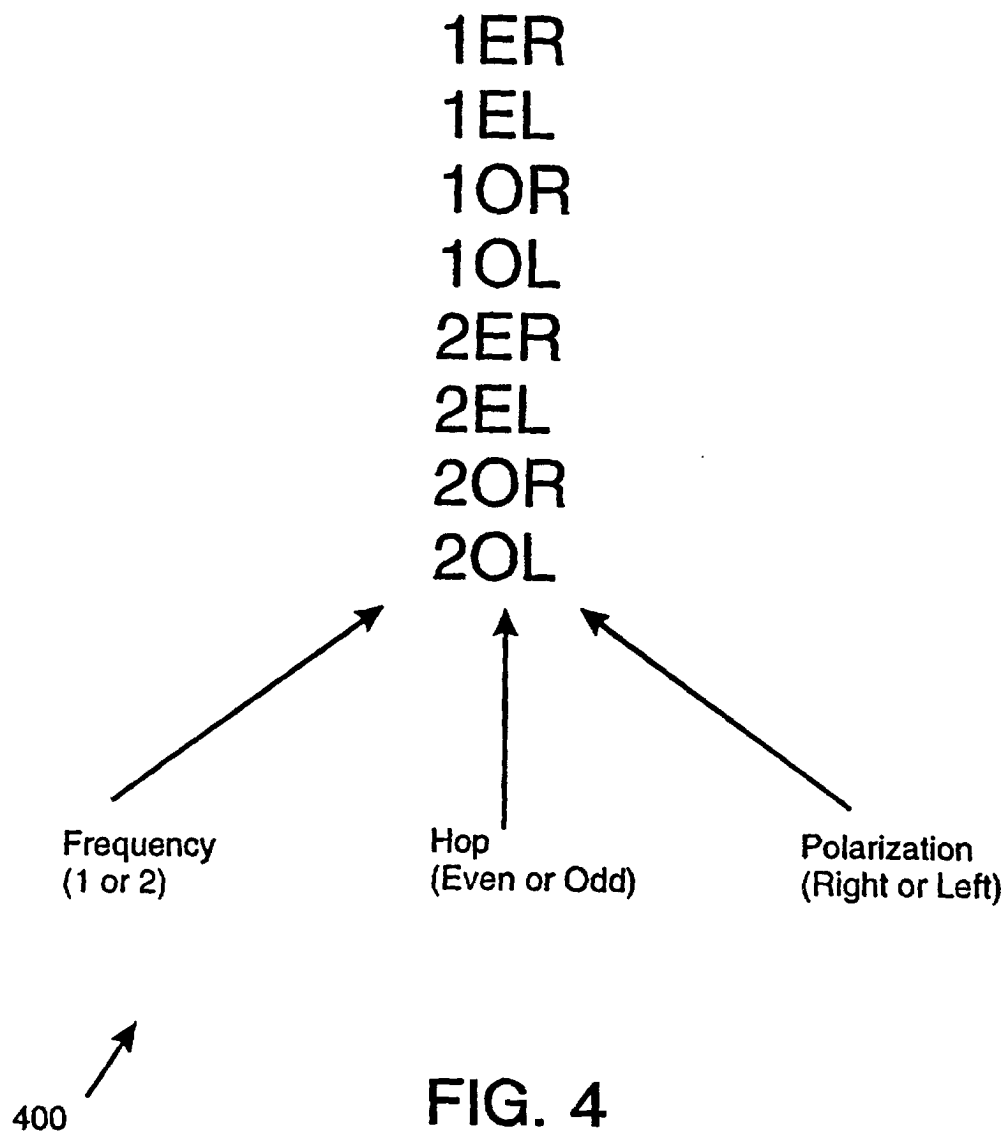 1ER
1EL
1OR
1OL
2ER
2EL
2OR
2OL
Frequency
(1 or 2)
Hop
(Even or Odd)
Polarization
(Right or Left)
400
FIG. 4